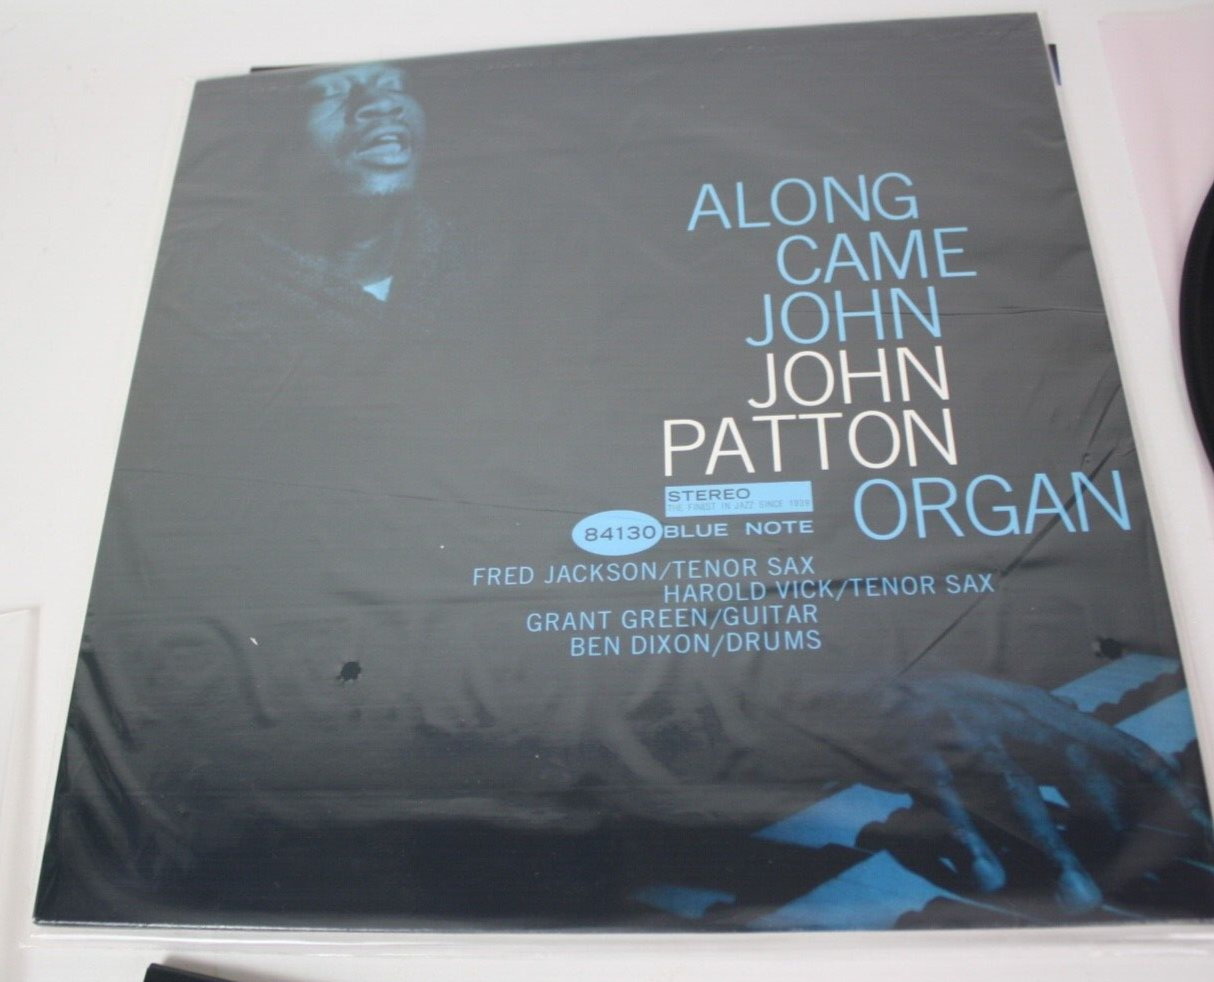 ALONG
CAME
JOHN
JOHN
PATTON
ORGAN
STEREO
THE FINEST IN JAZZ SINCE 1939
84130 BLUE NOTE
FRED JACKSON/TENOR SAX
HAROLD VICK/TENOR SAX
GRANT GREEN/GUITAR
BEN DIXON/DRUMS